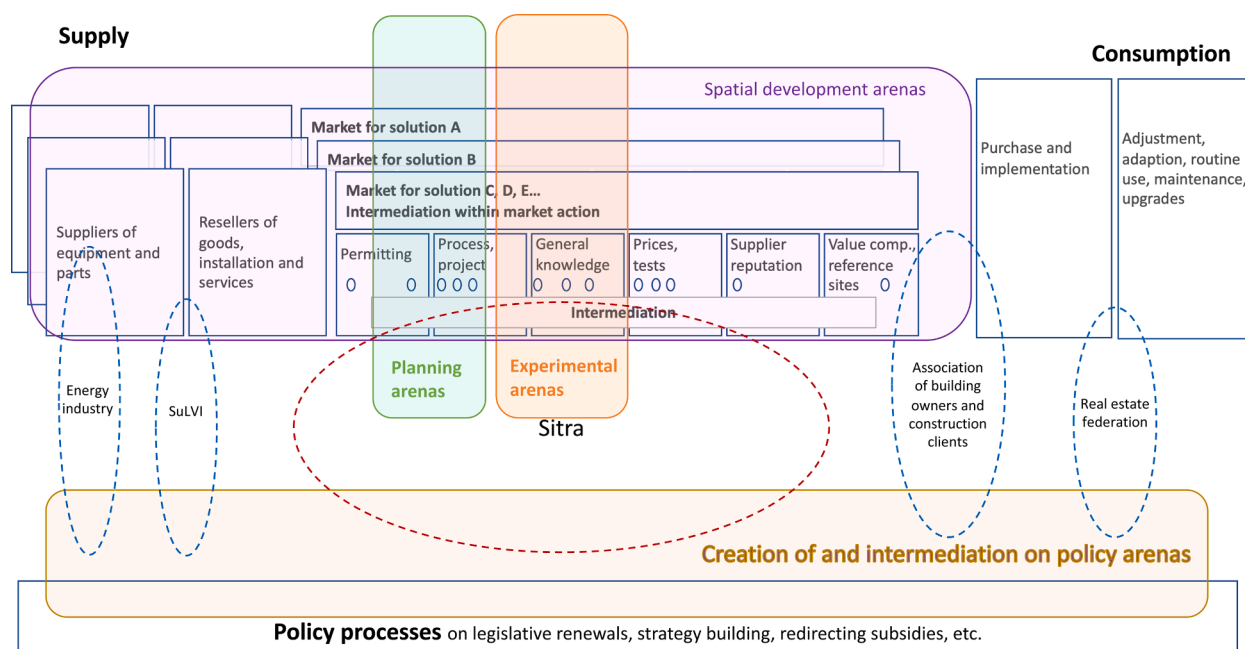 Supply
Consumption
Spatial development arenas
Market for solution A
Market for solution B
Market for solution C, D, E...
Intermediation within market action
Purchase and
implementation
Adjustment,
adaption, routine
use, maintenance,
upgrades
Suppliers of
equipment and
parts
Resellers of
goods,
installation and
services
Permitting
O O
Process,
project
O O O
General
knowledge
O O O
Prices,
tests
O O O
Supplier
reputation
O
Value comp.,
reference
sites O
Intermediation
Planning
arenas
Experimental
arenas
Sitra
Energy
industry
SuLVI
Association
of building
owners and
construction
clients
Real estate
federation
Creation of and intermediation on policy arenas
Policy processes on legislative renewals, strategy building, redirecting subsidies, etc.